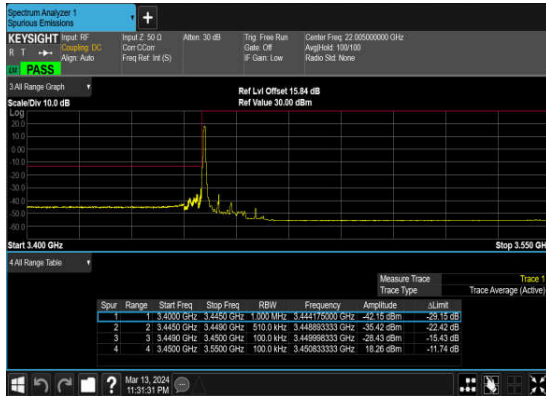 Spectrum Analyzer 1
Spurious Emissions
KEYSIGHT
R T
Input: RF
Coupling: DC
Align: Auto
Input Z: 50 Ω
Corr CCorr
Freq Ref: Int (S)
Atten: 30 dB
Trig: Free Run
Gate: Off
IF Gain: Low
Center Freq: 22.005000000 GHz
Avg|Hold: 100/100
Radio Std: None
PASS
3 All Range Graph
Ref Lvl Offset 15.84 dB
Scale/Div 10.0 dB
Ref Value 30.00 dBm
Log
20.0
10.0
0.00
-10.0
-20.0
-30.0
-40.0
-50.0
-60.0
Start 3.400 GHz
Stop 3.550 GH
4 All Range Table
Measure Trace Trace 1
Trace Type Trace Average (Active)
Spur Range Start Freq Stop Freq RBW Frequency Amplitude ΔLimit
1 1 3.4000 GHz 3.4450 GHz 1.000 MHz 3.444175000 GHz -42.15 dBm -29.15 dB
2 2 3.4450 GHz 3.4490 GHz 510.0 kHz 3.448893333 GHz -35.42 dBm -22.42 dB
3 3 3.4490 GHz 3.4500 GHz 100.0 kHz 3.449998333 GHz -28.43 dBm -15.43 dB
4 4 3.4500 GHz 3.5500 GHz 100.0 kHz 3.450833333 GHz 18.26 dBm -11.74 dB
Mar 13, 2024
11:31:31 PM